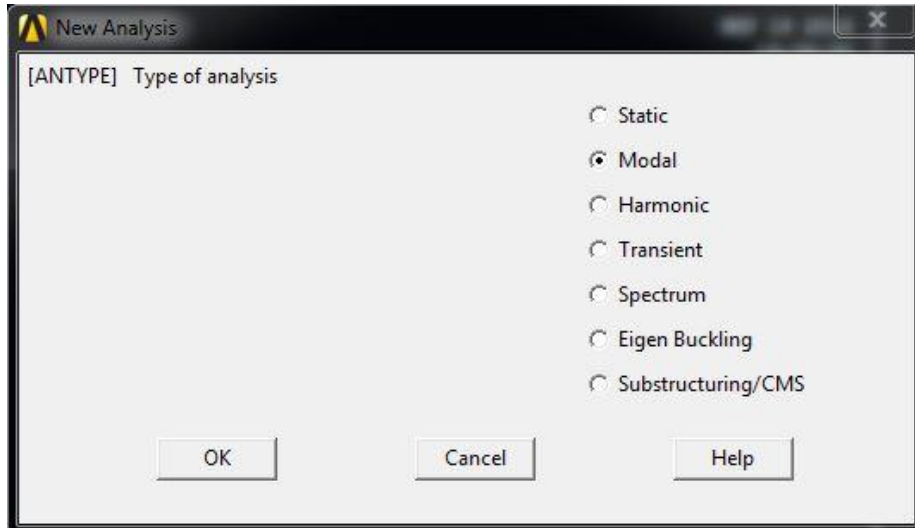 New Analysis
[ANTYPE] Type of analysis
Static
Modal
Harmonic
Transient
Spectrum
Eigen Buckling
Substructuring/CMS
OK Cancel Help